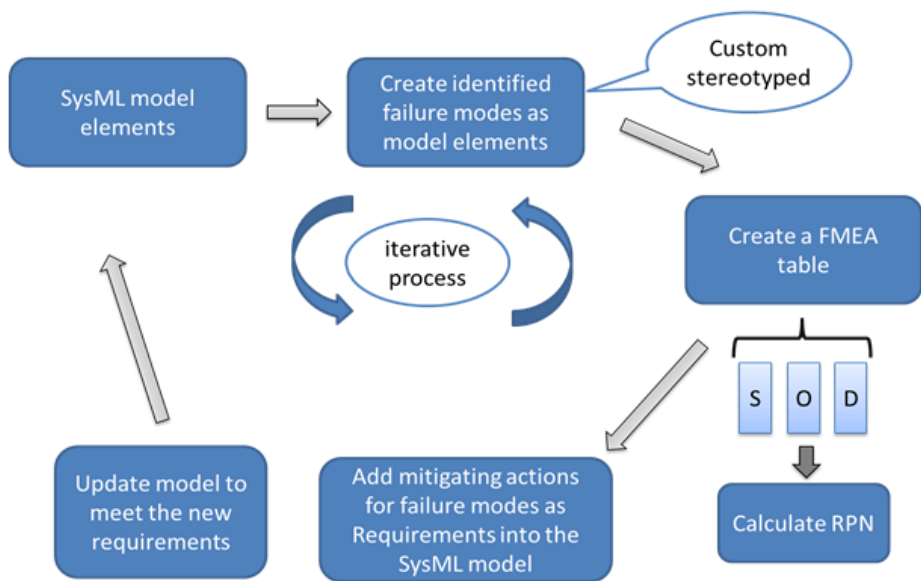 SysML model
elements
Create identified
failure modes as
model elements
Custom
stereotyped
iterative
process
Create a FMEA
table
S O D
Calculate RPN
Add mitigating actions
for failure modes as
Requirements into the
SysML model
Update model to
meet the new
requirements